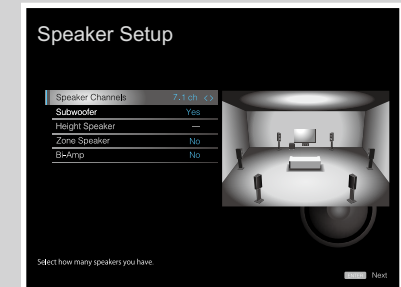 Speaker Setup
Speaker Channels 7.1 ch <>
Subwoofer Yes
Height Speaker —
Zone Speaker No
Bi-Amp No
Select how many speakers you have.
ENTER Next